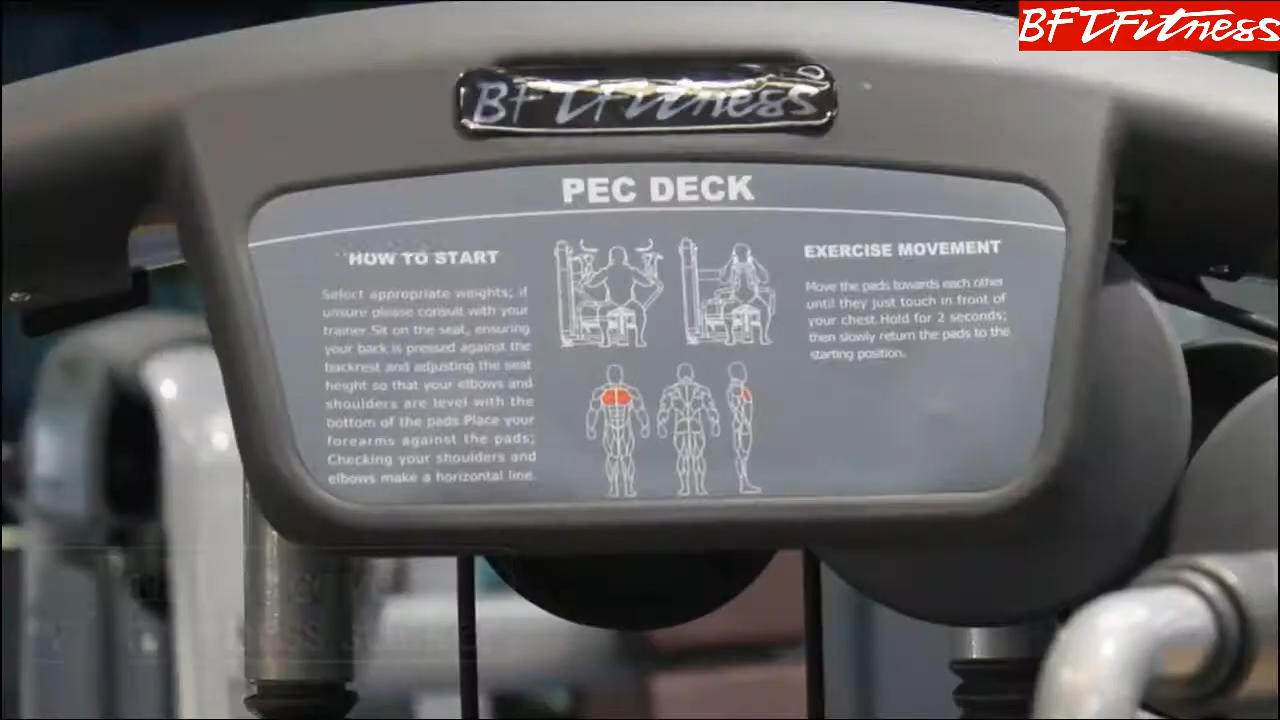 BFTFitness
BFTFitness
PEC DECK
HOW TO START
Select appropriate weights; if
unsure please consult with your
trainer.Sit on the seat, ensuring
your back is pressed against the
backrest and adjusting the seat
height so that your elbows and
shoulders are level with the
bottom of the pads.Place your
forearms against the pads;
Checking your shoulders and
elbows make a horizontal line.
EXERCISE MOVEMENT
Move the pads towards each other
until they just touch in front of
your chest.Hold for 2 seconds;
then slowly return the pads to the
starting position.